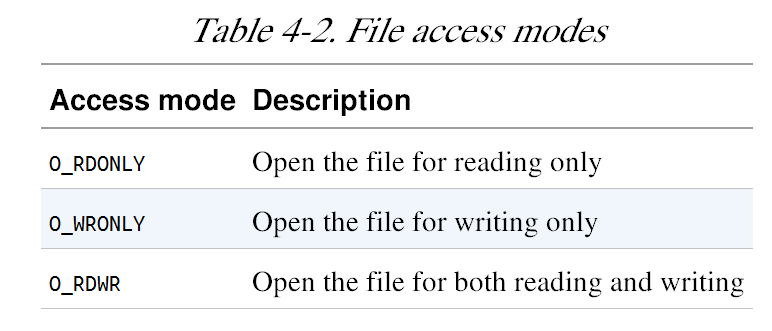 Table 4-2. File access modes
Access mode Description
O_RDONLY Open the file for reading only
O_WRONLY Open the file for writing only
O_RDWR Open the file for both reading and writing